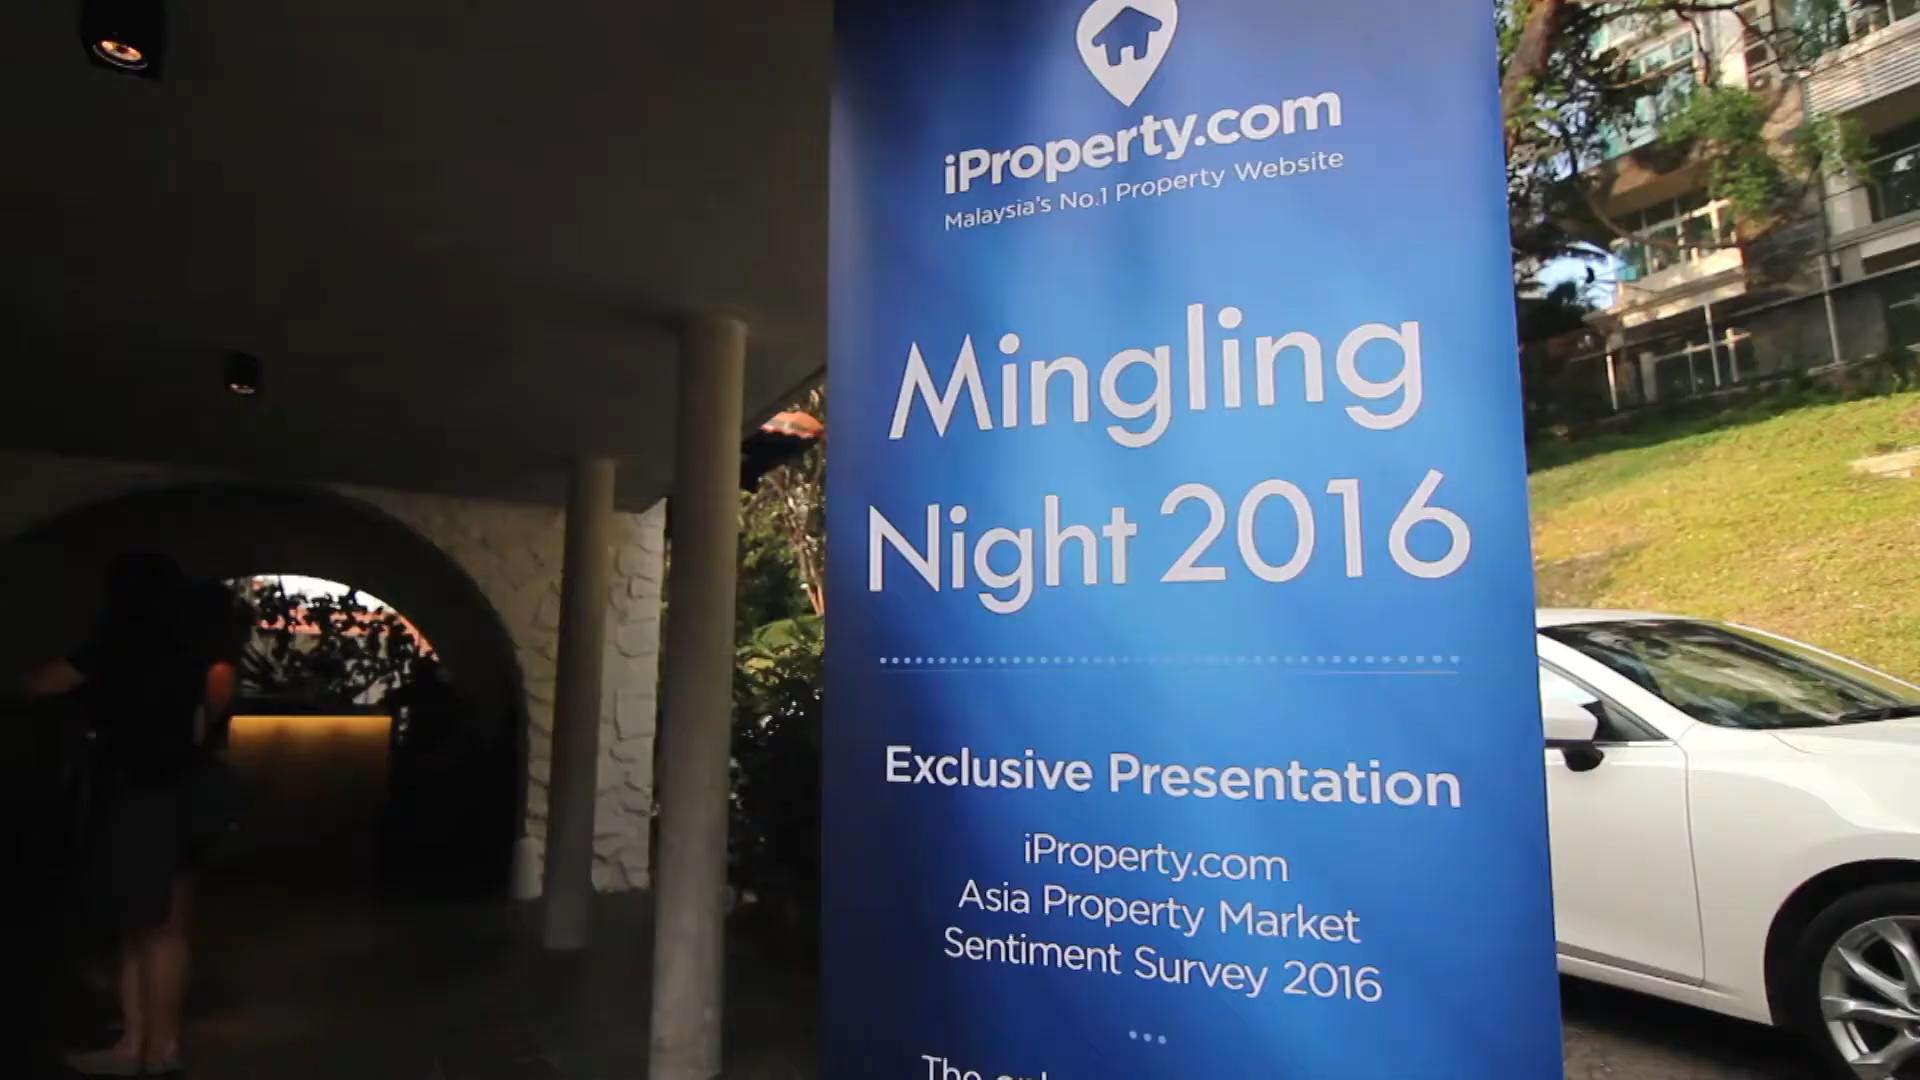 iProperty.com
Malaysia's No.1 Property Website
Mingling
Night 2016
Exclusive Presentation
iProperty.com
Asia Property Market
Sentiment Survey 2016
The